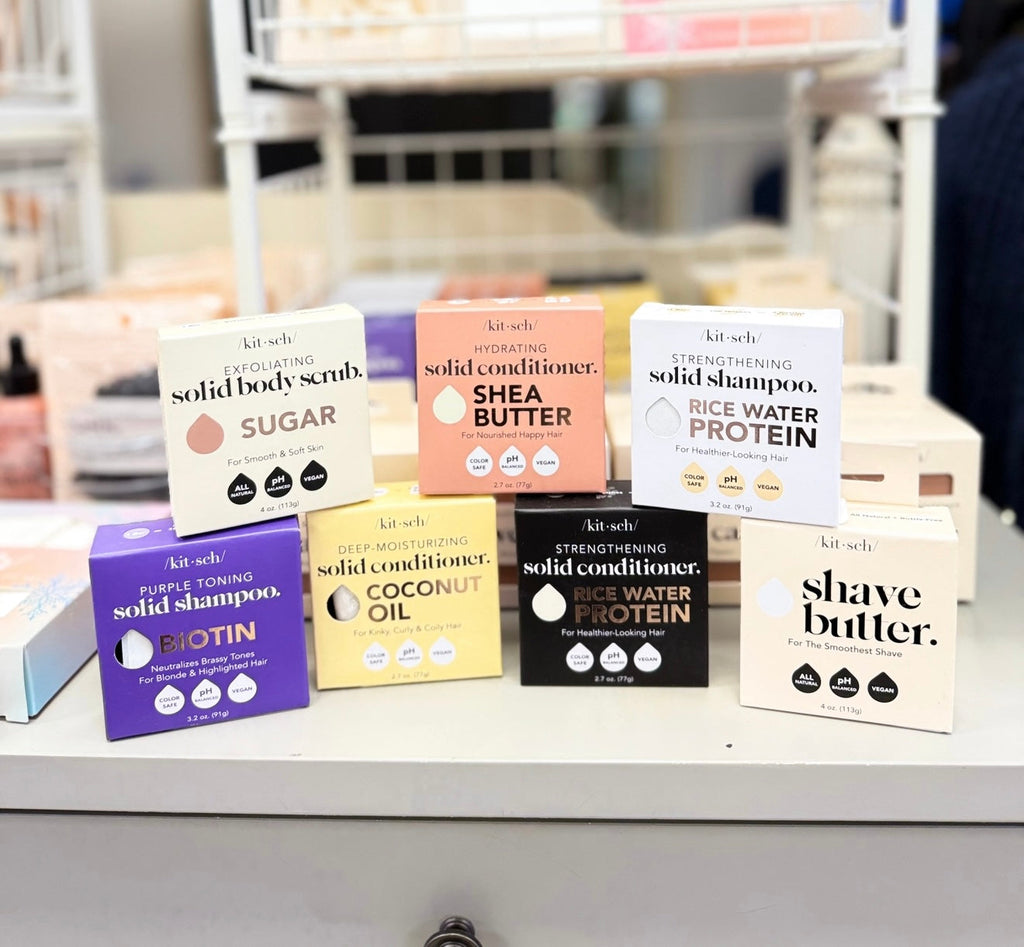 /kit·sch/
EXFOLIATING
solid body scrub.
SUGAR
For Smooth & Soft Skin
ALL NATURAL
pH BALANCED
VEGAN
4 oz. (113g)
/kit·sch/
HYDRATING
solid conditioner.
SHEA
BUTTER
For Nourished Happy Hair
COLOR SAFE
pH BALANCED
VEGAN
2.7 oz. (77g)
/kit·sch/
STRENGTHENING
solid shampoo.
RICE WATER
PROTEIN
For Healthier-Looking Hair
COLOR SAFE
pH BALANCED
VEGAN
3.2 oz. (91g)
/kit·sch/
PURPLE TONING
solid shampoo.
BIOTIN
Neutralizes Brassy Tones
For Blonde & Highlighted Hair
COLOR SAFE
pH BALANCED
VEGAN
3.2 oz. (91g)
/kit·sch/
DEEP-MOISTURIZING
solid conditioner.
COCONUT
OIL
For Kinky, Curly & Coily Hair
COLOR SAFE
pH BALANCED
VEGAN
2.7 oz. (77g)
/kit·sch/
STRENGTHENING
solid conditioner.
RICE WATER
PROTEIN
For Healthier-Looking Hair
COLOR SAFE
pH BALANCED
VEGAN
2.7 oz. (77g)
/kit·sch/
shave
butter.
For The Smoothest Shave
ALL NATURAL
pH BALANCED
VEGAN
4 oz. (113g)